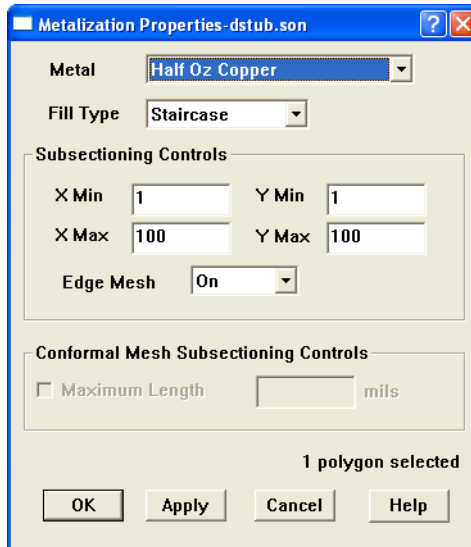 Metalization Properties-dstub.son
Metal Half Oz Copper
Fill Type Staircase
Subsectioning Controls
X Min 1 Y Min 1
X Max 100 Y Max 100
Edge Mesh On
Conformal Mesh Subsectioning Controls
Maximum Length mils
1 polygon selected
OK Apply Cancel Help